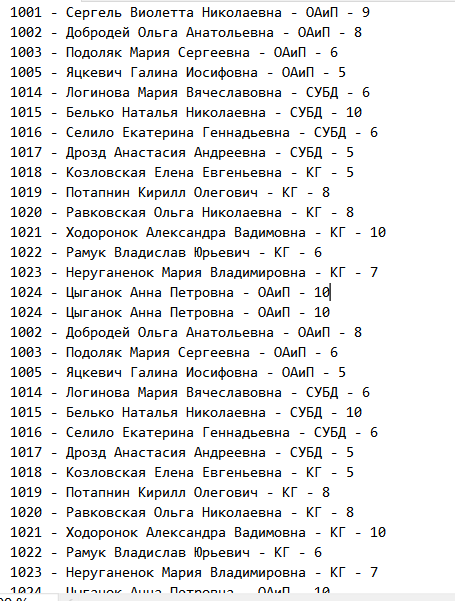 1001 - Сергель Виолетта Николаевна - ОАиП - 9
1002 - Добродей Ольга Анатольевна - ОАиП - 8
1003 - Подоляк Мария Сергеевна - ОАиП - 6
1005 - Яцкевич Галина Иосифовна - ОАиП - 5
1014 - Логинова Мария Вячеславовна - СУБД - 6
1015 - Белько Наталья Николаевна - СУБД - 10
1016 - Селило Екатерина Геннадьевна - СУБД - 6
1017 - Дрозд Анастасия Андреевна - СУБД - 5
1018 - Козловская Елена Евгеньевна - КГ - 5
1019 - Потапнин Кирилл Олегович - КГ - 8
1020 - Равковская Ольга Николаевна - КГ - 8
1021 - Ходоронок Александра Вадимовна - КГ - 10
1022 - Рамук Владислав Юрьевич - КГ - 6
1023 - Неруганенок Мария Владимировна - КГ - 7
1024 - Цыганок Анна Петровна - ОАиП - 10
1024 - Цыганок Анна Петровна - ОАиП - 10
1002 - Добродей Ольга Анатольевна - ОАиП - 8
1003 - Подоляк Мария Сергеевна - ОАиП - 6
1005 - Яцкевич Галина Иосифовна - ОАиП - 5
1014 - Логинова Мария Вячеславовна - СУБД - 6
1015 - Белько Наталья Николаевна - СУБД - 10
1016 - Селило Екатерина Геннадьевна - СУБД - 6
1017 - Дрозд Анастасия Андреевна - СУБД - 5
1018 - Козловская Елена Евгеньевна - КГ - 5
1019 - Потапнин Кирилл Олегович - КГ - 8
1020 - Равковская Ольга Николаевна - КГ - 8
1021 - Ходоронок Александра Вадимовна - КГ - 10
1022 - Рамук Владислав Юрьевич - КГ - 6
1023 - Неруганенок Мария Владимировна - КГ - 7
1024 - Цыганок Анна Петровна - ОАиП - 10